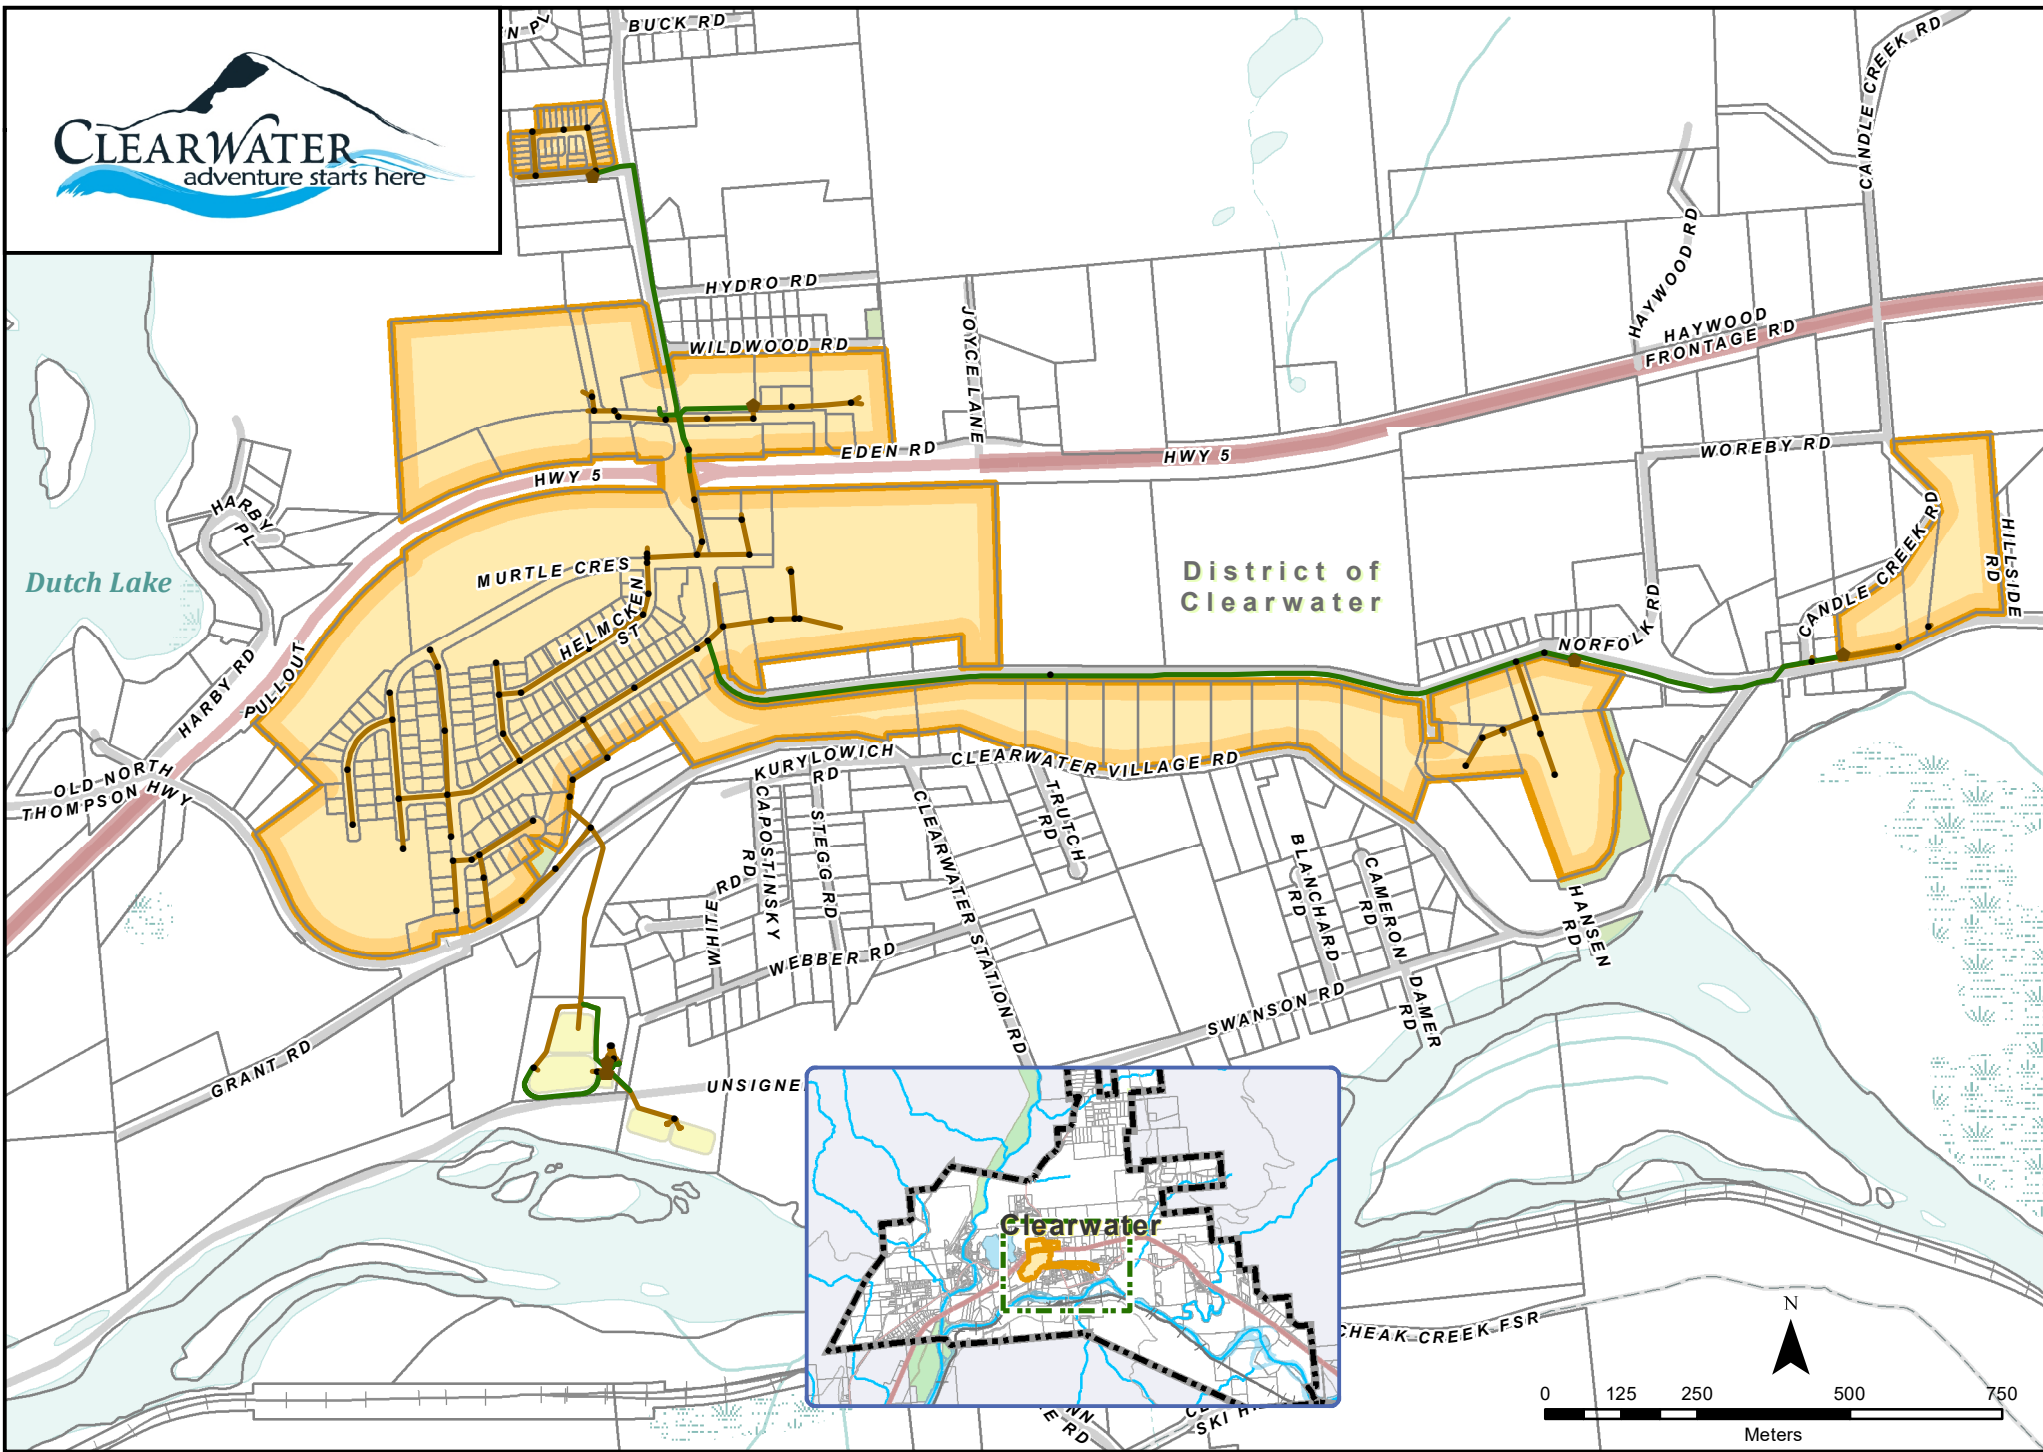 BUCK RD
N PL
CLEARWATER
adventure starts here
CANDLE CREEK RD
HAYWOOD RD
HYDRO RD
JOYCE LANE
HAYWOOD
FRONTAGE RD
WILDWOOD RD
EDEN RD
HWY 5
HWY 5
WOREBY RD
HARBY
PL
HILLSIDE
RD
Dutch Lake
MURTLE CRES
HELMCKEN
ST
District of
Clearwater
CANDLE CREEK RD
NORFOLK RD
HARBY RD
PULLOUT
OLD NORTH
THOMPSON HWY
KURYLOWICH
RD
CLEARWATER VILLAGE RD
CAPOSTINSKY
RD
STEGG RD
CLEARWATER STATION RD
TRUTCH
RD
BLANCHARD
RD
CAMERON
RD
HANSEN
RD
WHITE RD
WEBBER RD
DAMER
RD
SWANSON RD
GRANT RD
UNSIGNE
Clearwater
CHEAK CREEK FSR
N
0 125 250 500 750
Meters
RD
SKI